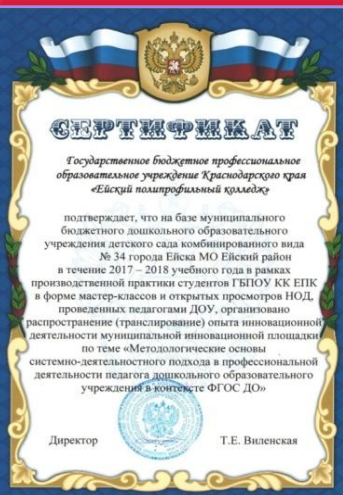 СЕРТИФИКАТ
Государственное бюджетное профессиональное
образовательное учреждение Краснодарского края
«Ейский полипрофильный колледж»
подтверждает, что на базе муниципального
бюджетного дошкольного образовательного
учреждения детского сада комбинированного вида
№ 34 города Ейска МО Ейский район
в течение 2017 – 2018 учебного года в рамках
производственной практики студентов ГБПОУ КК ЕПК
в форме мастер-классов и открытых просмотров НОД,
проведенных педагогами ДОУ, организовано
распространение (транслирование) опыта инновационной
деятельности муниципальной инновационной площадки
по теме «Методологические основы
системно-деятельностного подхода в профессиональной
деятельности педагога дошкольного образовательного
учреждения в контексте ФГОС ДО»
Директор Т.Е. Виленская